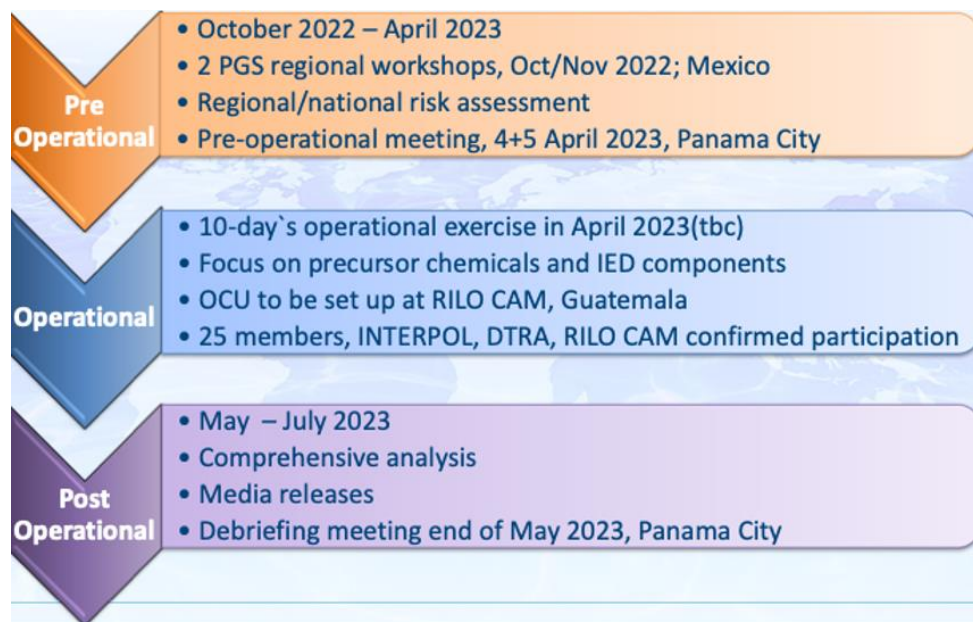 • October 2022 – April 2023
• 2 PGS regional workshops, Oct/Nov 2022; Mexico
Pre
Operational
• Regional/national risk assessment
• Pre-operational meeting, 4+5 April 2023, Panama City
• 10-day`s operational exercise in April 2023(tbc)
• Focus on precursor chemicals and IED components
Operational
• OCU to be set up at RILO CAM, Guatemala
• 25 members, INTERPOL, DTRA, RILO CAM confirmed participation
• May – July 2023
• Comprehensive analysis
Post
Operational
• Media releases
• Debriefing meeting end of May 2023, Panama City